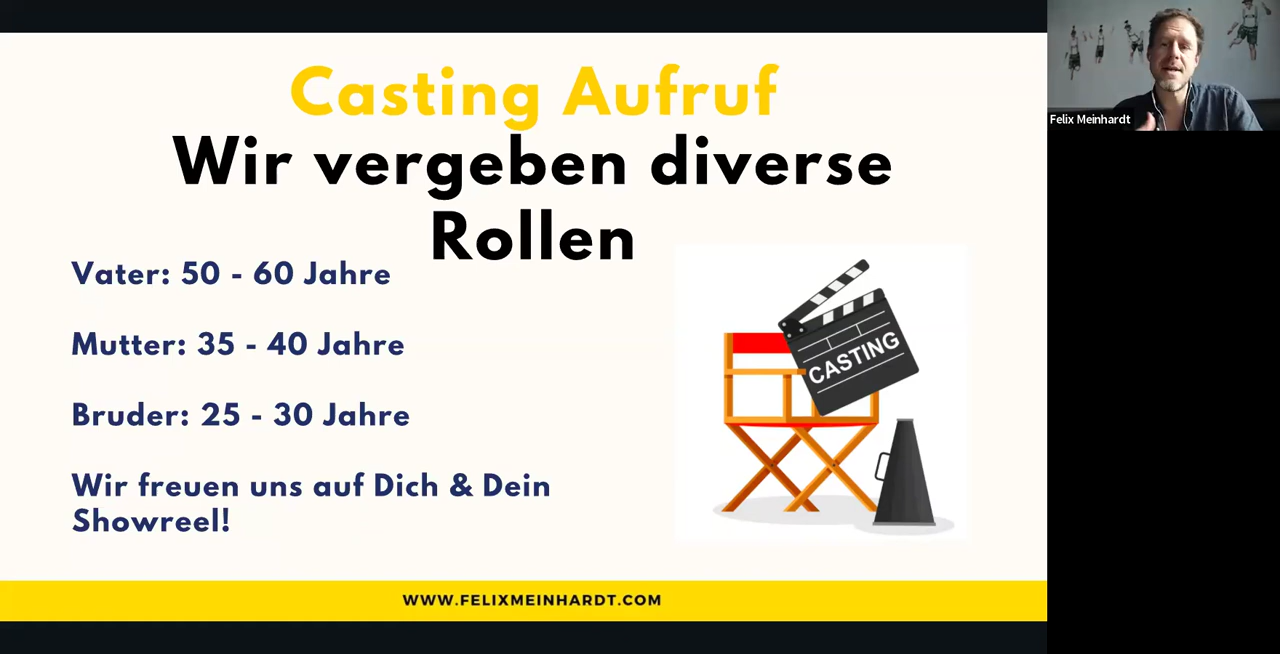 Casting Aufruf
Wir vergeben diverse
Rollen
Vater: 50 - 60 Jahre
Mutter: 35 - 40 Jahre
Bruder: 25 - 30 Jahre
Wir freuen uns auf Dich & Dein
Showreel!
CASTING
WWW.FELIXMEINHARDT.COM
Felix Meinhardt